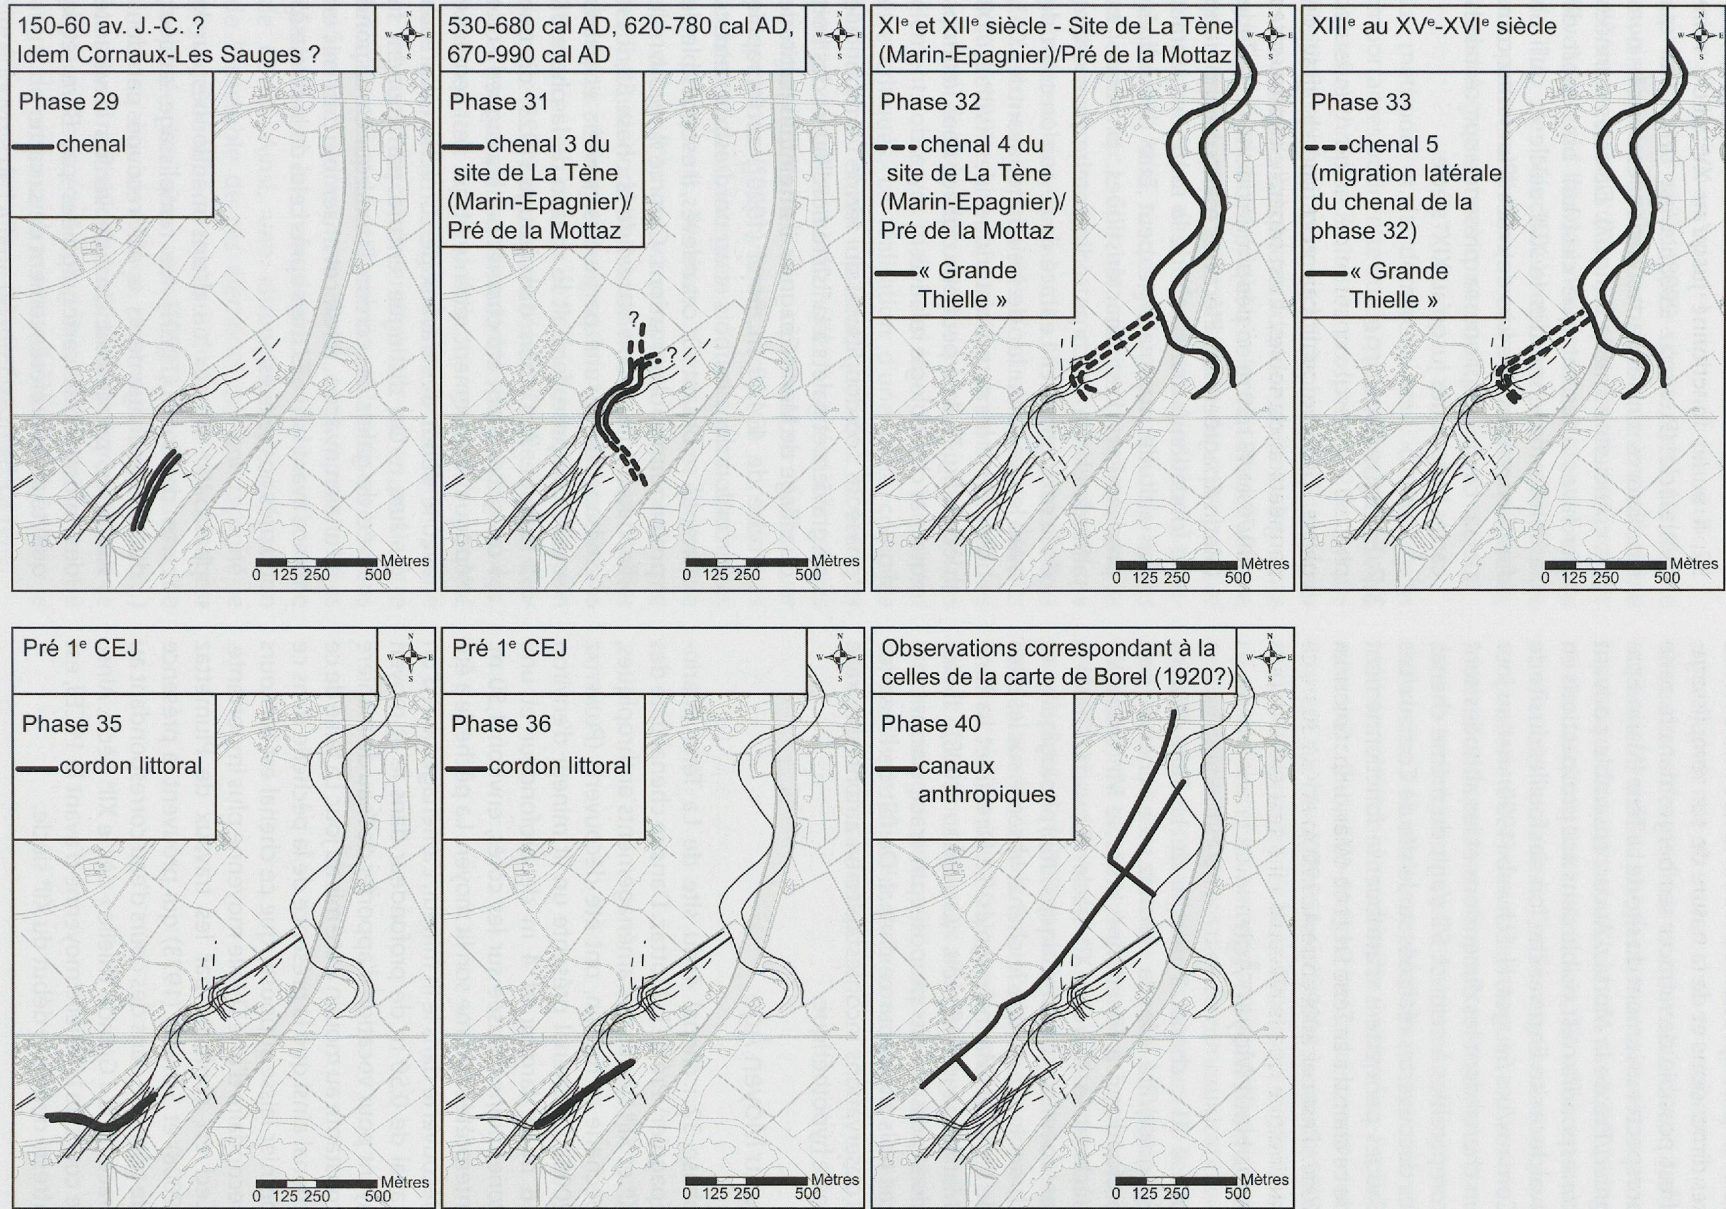 150-60 av. J.-C. ?
Idem Cornaux-Les Sauges ?
N
W E
S
Phase 29
chenal
Mètres
0 125 250 500
530-680 cal AD, 620-780 cal AD,
670-990 cal AD
N
W E
S
Phase 31
chenal 3 du
site de La Tène
(Marin-Epagnier)/
Pré de la Mottaz
?
?
Mètres
0 125 250 500
XIe et XIIe siècle - Site de La Tène
(Marin-Epagnier)/Pré de la Mottaz
N
W E
S
Phase 32
chenal 4 du
site de La Tène
(Marin-Epagnier)/
Pré de la Mottaz
« Grande
Thielle »
Mètres
0 125 250 500
XIIIe au XVe-XVIe siècle
N
W E
S
Phase 33
chenal 5
(migration latérale
du chenal de la
phase 32)
« Grande
Thielle »
Mètres
0 125 250 500
Pré 1e CEJ
N
W E
S
Phase 35
cordon littoral
Mètres
0 125 250 500
Pré 1e CEJ
N
W E
S
Phase 36
cordon littoral
Mètres
0 125 250 500
Observations correspondant à la
celles de la carte de Borel (1920?)
N
W E
S
Phase 40
canaux
anthropiques
Mètres
0 125 250 500